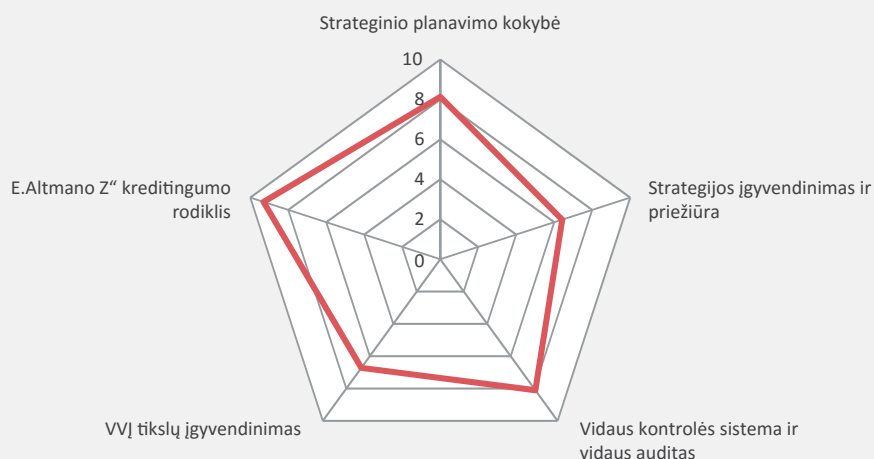 Strateginio planavimo kokybė
10
8
6
4
2
0
E.Altmano Z“ kreditingumo
rodiklis
Strategijos įgyvendinimas ir
priežiūra
VVĮ tikslų įgyvendinimas
Vidaus kontrolės sistema ir
vidaus auditas